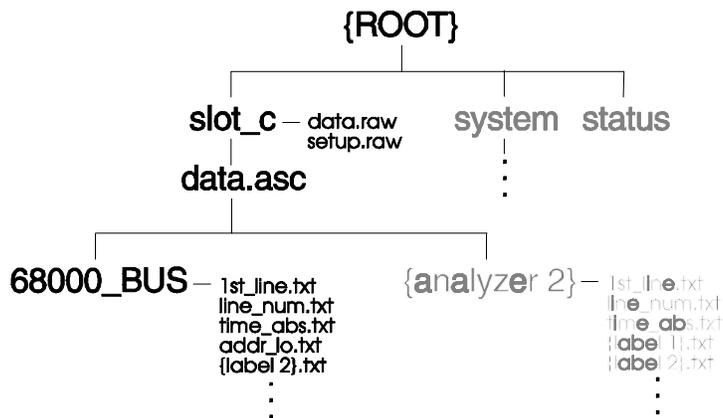 {ROOT}
slot_c
data.raw
setup.raw
system
status
data.asc
68000_BUS
1st_line.txt
line_num.txt
time_abs.txt
addr_lo.txt
{label 2}.txt
{analyzer 2}
1st_line.txt
line_num.txt
time_abs.txt
{label 1}.txt
{label 2}.txt